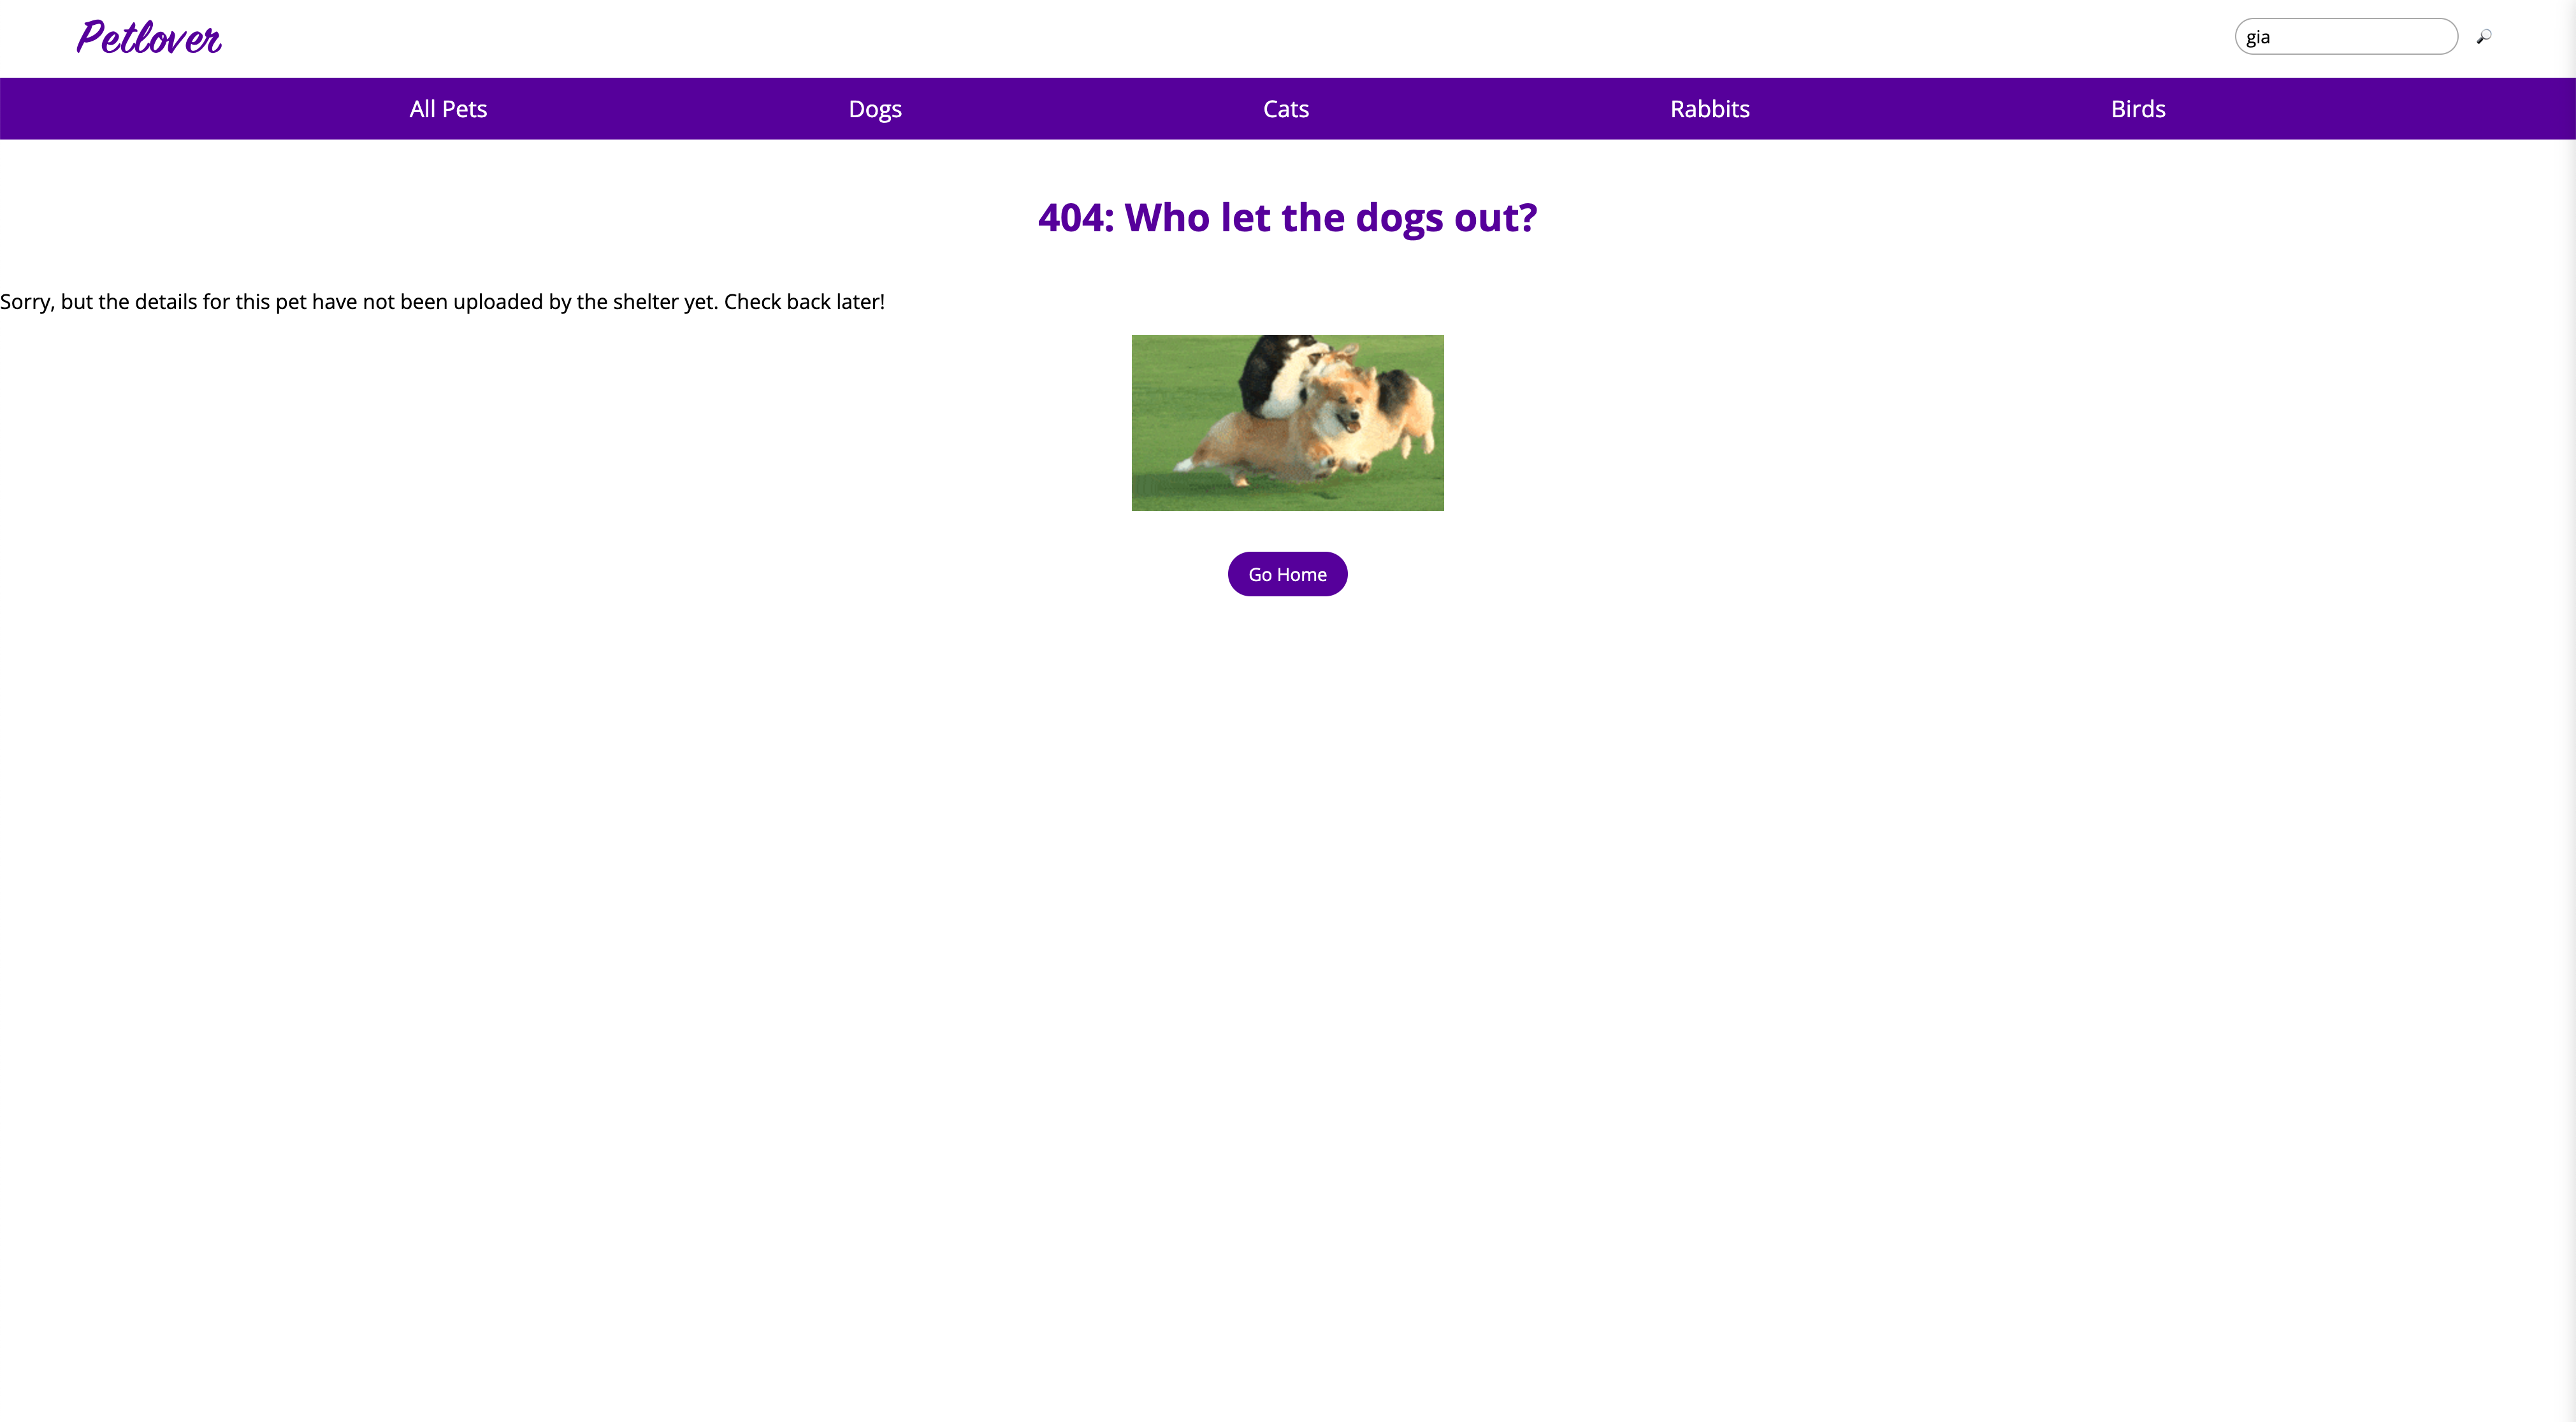 Petlover
gia
All Pets
Dogs
Cats
Rabbits
Birds
404: Who let the dogs out?
Sorry, but the details for this pet have not been uploaded by the shelter yet. Check back later!
Go Home